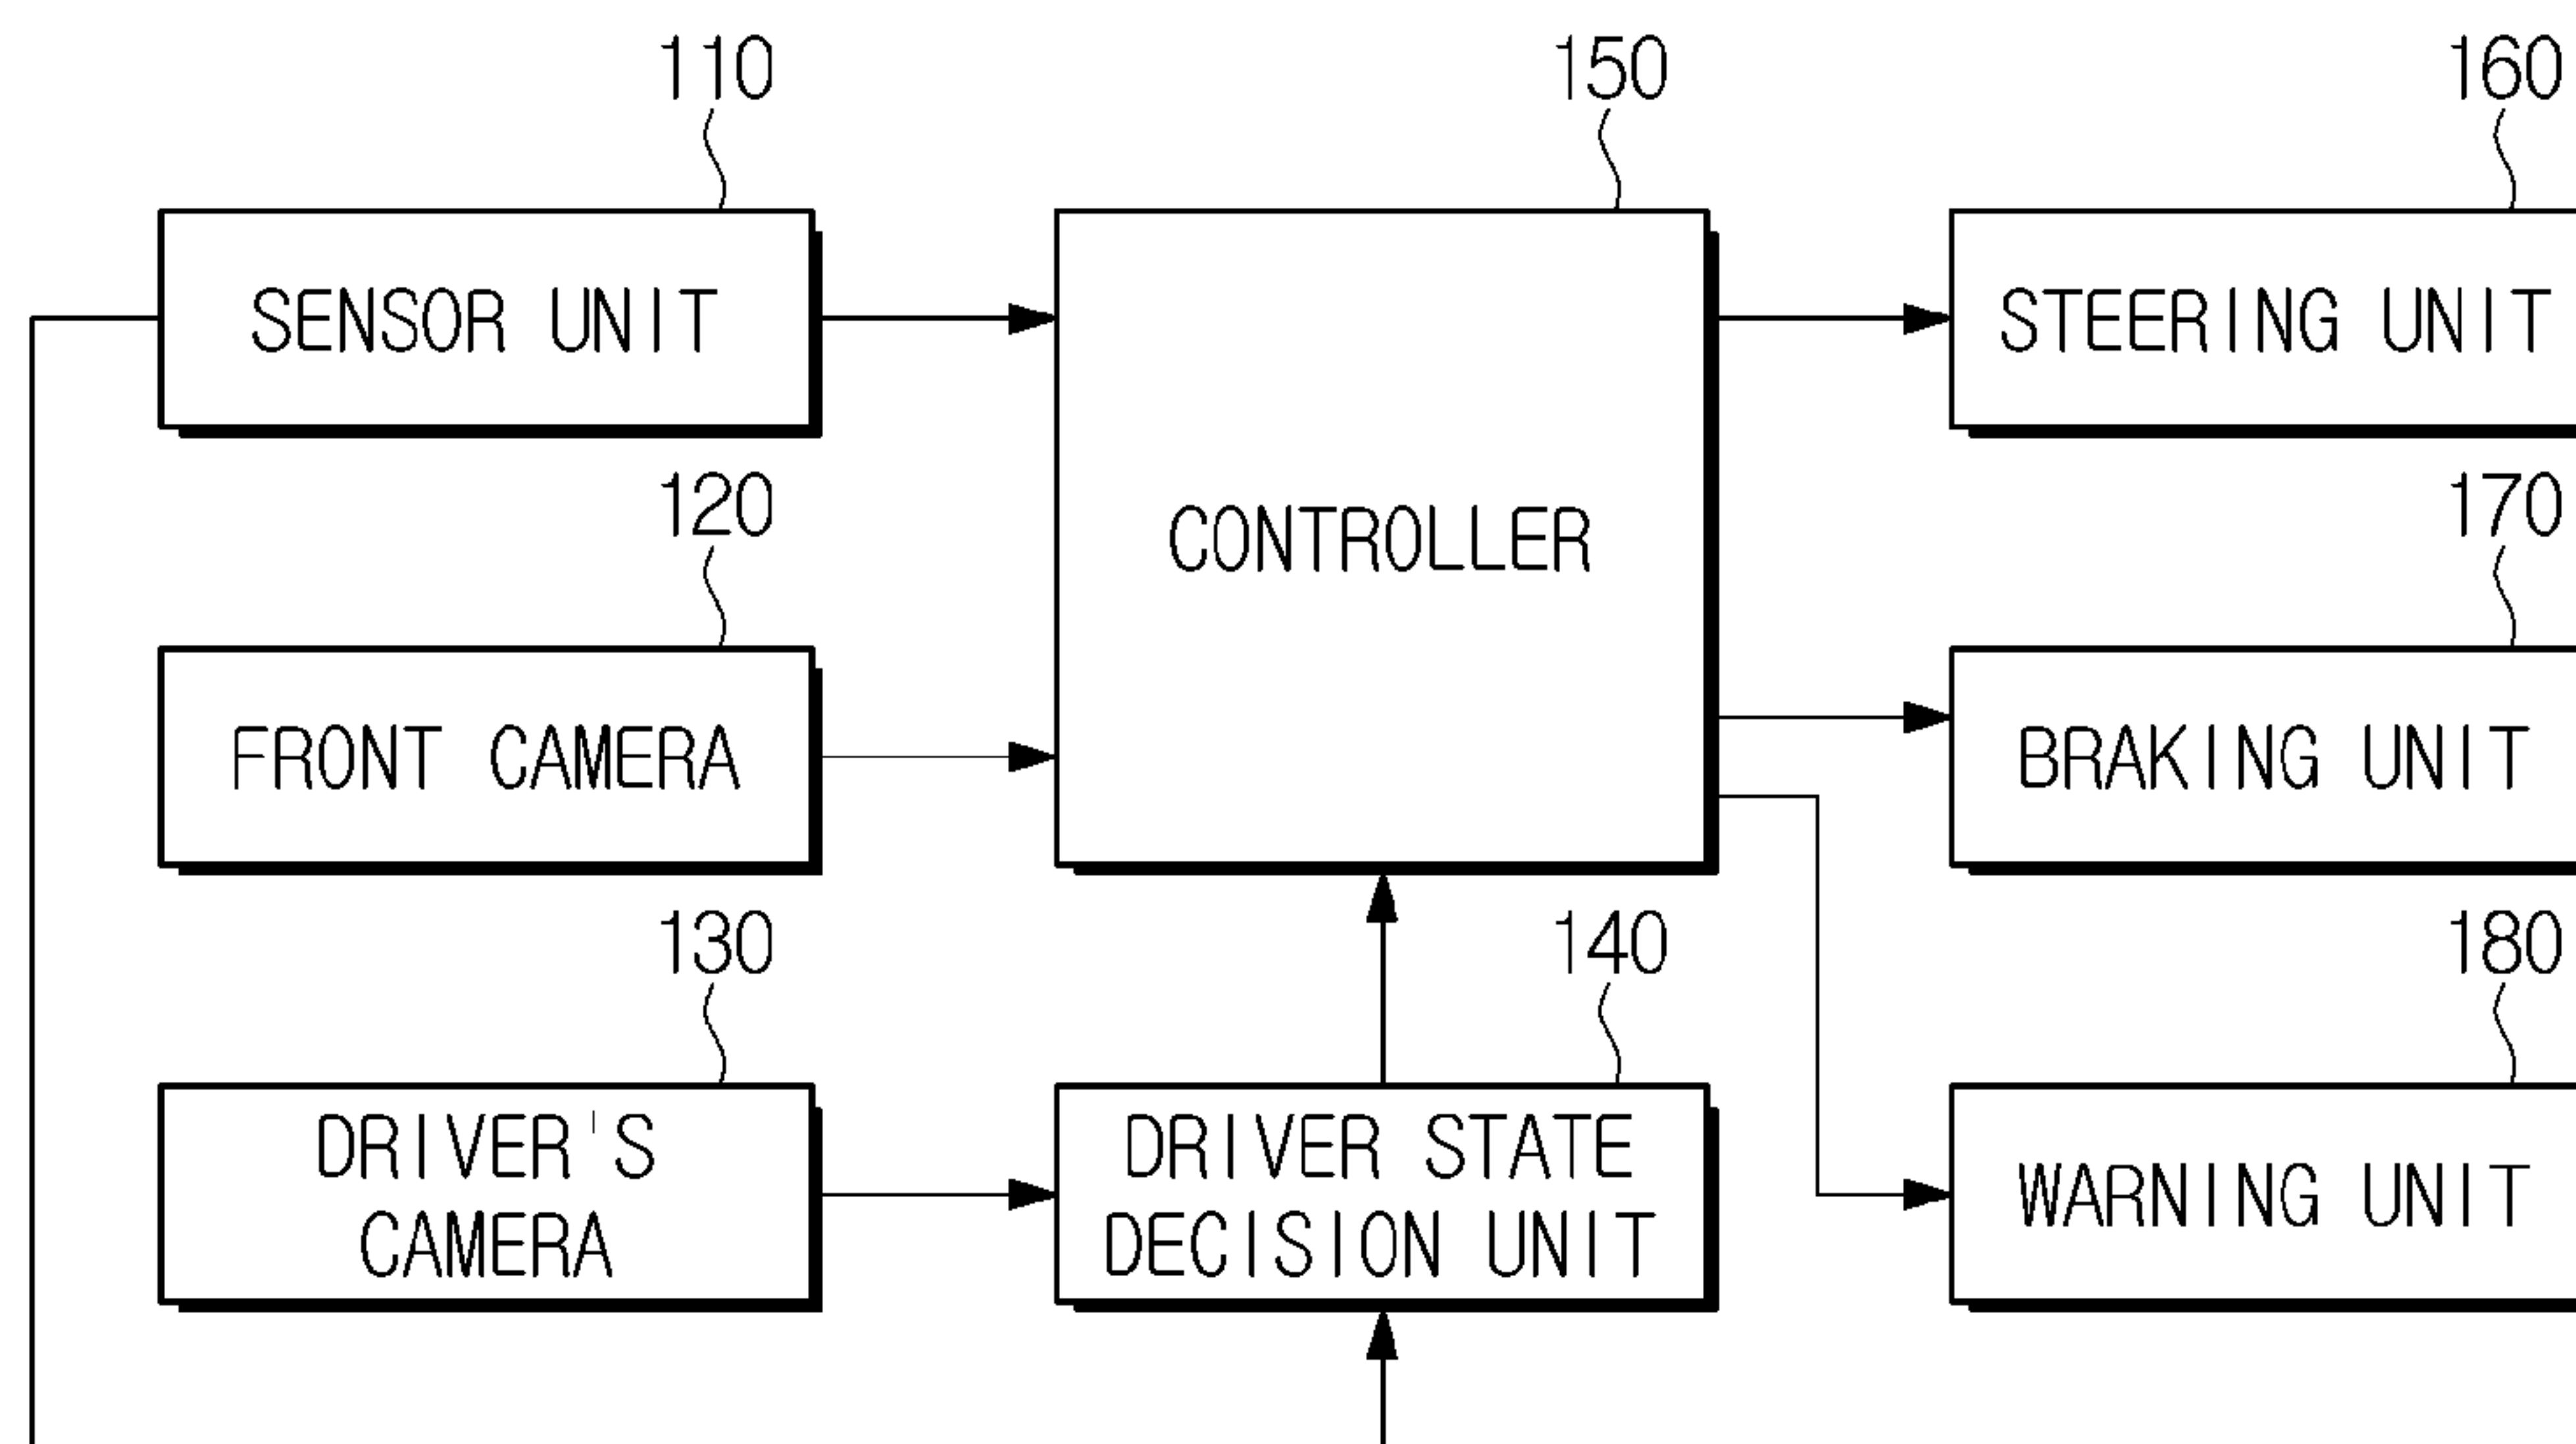 110
150
160
SENSOR UNIT
CONTROLLER
STEERING UNIT
120
170
FRONT CAMERA
BRAKING UNIT
130
140
180
DRIVER'S
CAMERA
DRIVER STATE
DECISION UNIT
WARNING UNIT